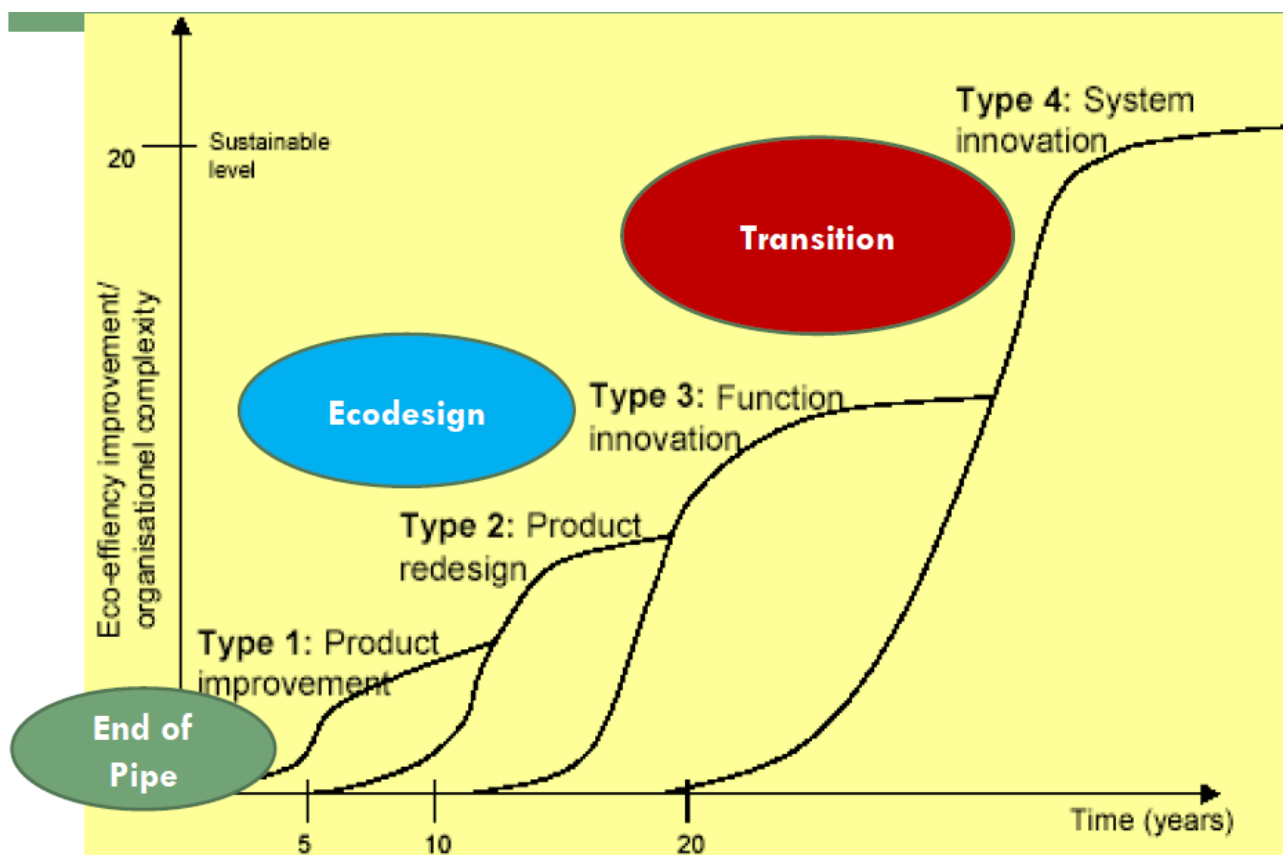 Type 4: System
innovation
20
Sustainable
level
Transition
Eco-effiency improvement/
organisationel complexity
Ecodesign
Type 3: Function
innovation
Type 2: Product
redesign
Type 1: Product
improvement
End of
Pipe
5
10
20
Time (years)